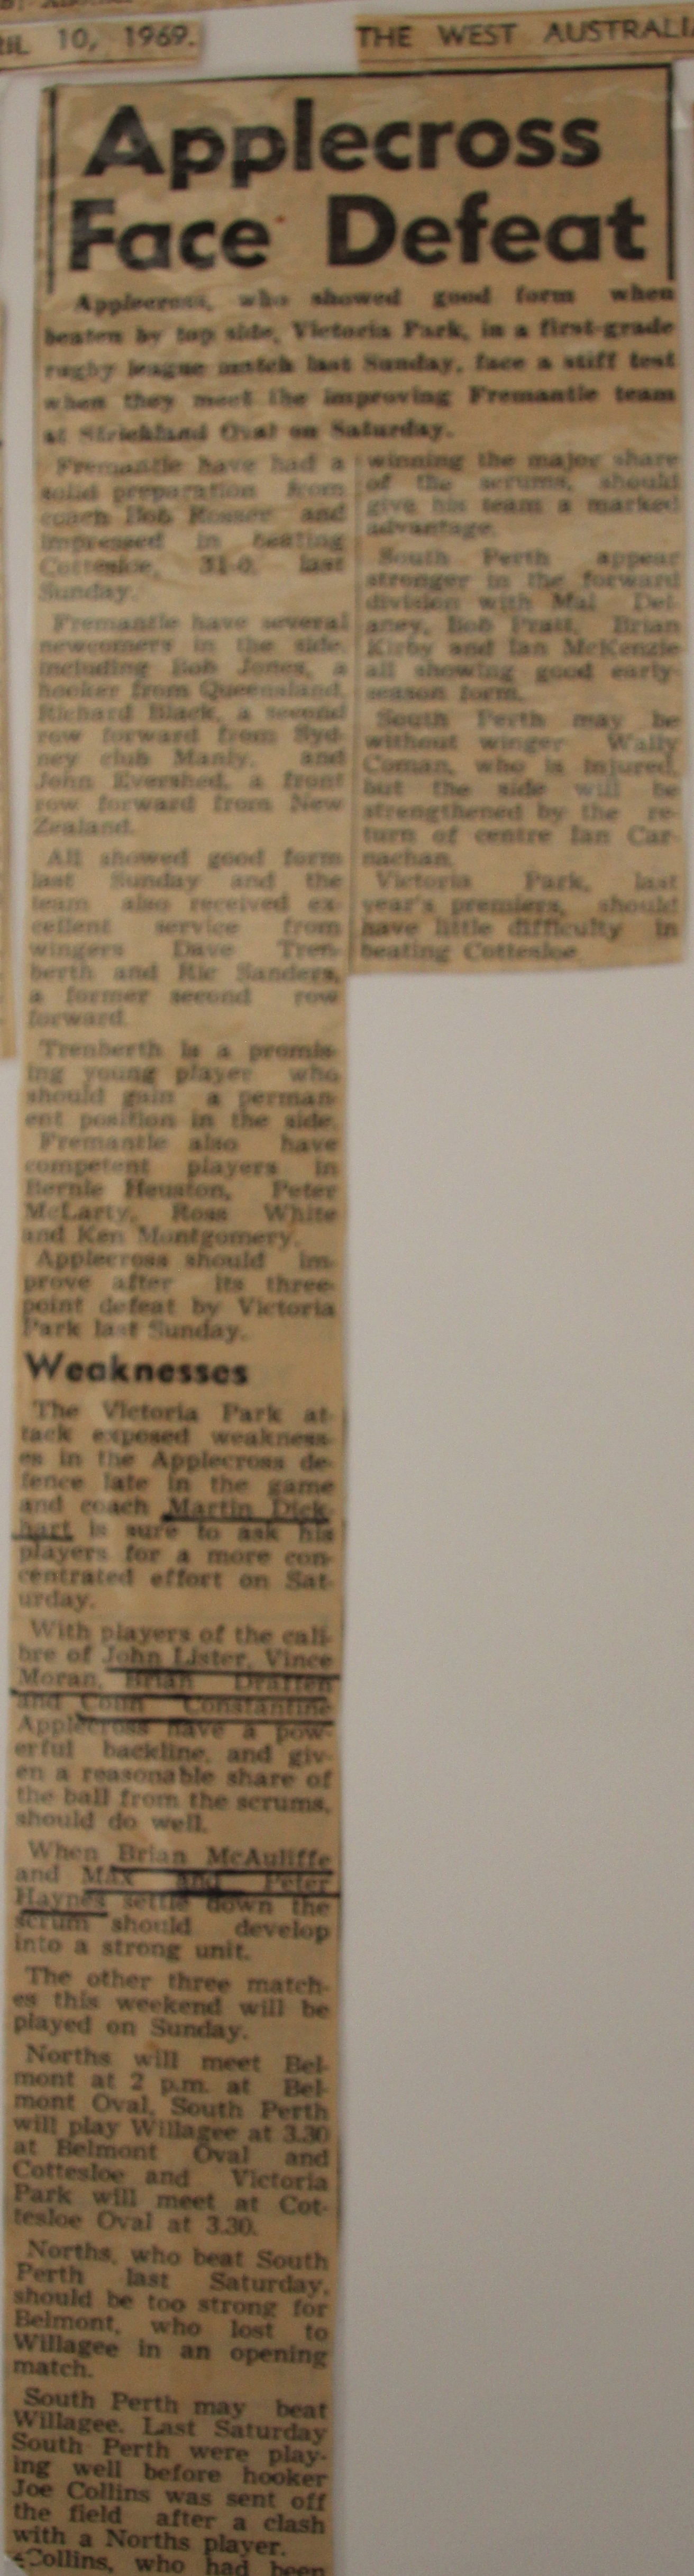 10, 1969.
THE WEST AUSTRALIA
Applecross
Face Defeat
Applecross, who showed good form when
beaten by top side, Victoria Park, in a first-grade
rugby league match last Sunday, face a stiff test
when they meet the improving Fremantle team
at Strickland Oval on Saturday.
Fremantle have had a
solid preparation from
coach Bob Rosser and
impressed in beating
Cottesloe, 31-0, last
Sunday.
Fremantle have several
newcomers in the side,
including Bob Jones, a
hooker from Queensland,
Richard Black, a second
row forward from Syd-
ney club Manly, and
John Evershed, a front
row forward from New
Zealand.
All showed good form
last Sunday and the
team also received ex-
cellent service from
wingers Dave Tren-
berth and Ric Sanders,
a former second row
forward.
Trenberth is a promis-
ing young player who
should gain a perman-
ent position in the side.
Fremantle also have
competent players in
Bernie Heuston, Peter
McLarty, Ross White
and Ken Montgomery.
Applecross should im-
prove after its three-
point defeat by Victoria
Park last Sunday.
Weaknesses
The Victoria Park at-
tack exposed weakness-
es in the Applecross de-
fence late in the game
and coach Martin Dick-
hart is sure to ask his
players for a more con-
centrated effort on Sat-
urday.
With players of the cali-
bre of John Lister, Vince
Moran, Brian Draffen
and Colin Constantine
Applecross have a pow-
erful backline, and giv-
en a reasonable share of
the ball from the scrums,
should do well.
When Brian McAuliffe
and Max and Peter
Haynes settle down the
scrum should develop
into a strong unit.
The other three match-
es this weekend will be
played on Sunday.
Norths will meet Bel-
mont at 2 p.m. at Bel-
mont Oval, South Perth
will play Willagee at 3.30
at Belmont Oval and
Cottesloe and Victoria
Park will meet at Cot-
tesloe Oval at 3.30.
Norths, who beat South
Perth last Saturday,
should be too strong for
Belmont, who lost to
Willagee in an opening
match.
South Perth may beat
Willagee. Last Saturday
South Perth were play-
ing well before hooker
Joe Collins was sent off
the field after a clash
with a Norths player.
Collins, who had been
winning the major share
of the scrums, should
give his team a marked
advantage.
South Perth appear
stronger in the forward
division with Mal Del-
aney, Bob Pratt, Brian
Kirby and Ian McKenzie
all showing good early-
season form.
South Perth may be
without winger Wally
Coman, who is injured,
but the side will be
strengthened by the re-
turn of centre Ian Car-
nachan.
Victoria Park, last
year's premiers, should
have little difficulty in
beating Cottesloe.